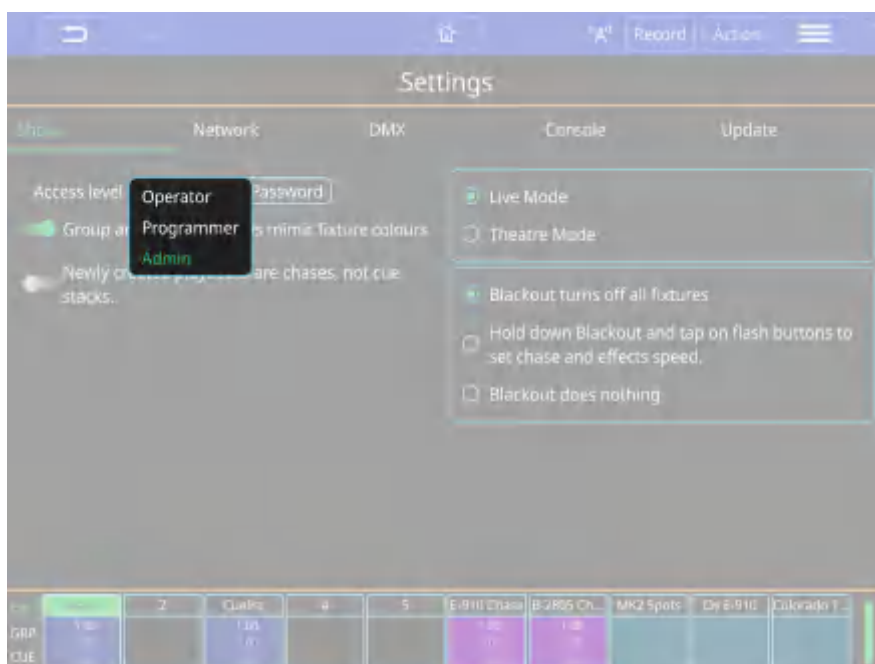 "A" Record Action
Settings
Show Network DMX Console Update
Access level Password
Operator
Programmer
Admin
Group mimic fixture colours
Newly are chases, not cue
stacks.
Live Mode
Theatre Mode
Blackout turns off all fixtures
Hold down Blackout and tap on flash buttons to
set chase and effects speed.
Blackout does nothing
2 4 5 E-910 Chase B-2805 Ch... MK2 Spots Colorado 1...
GRP
CUE